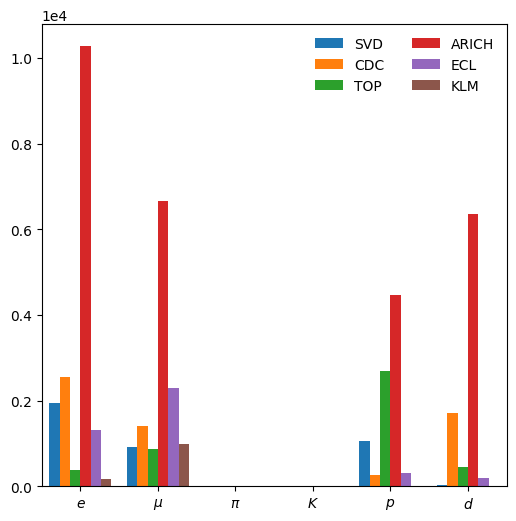 1e4
1.0
0.8
0.6
0.4
0.2
0.0
e μ π K p d
SVD
CDC
TOP
ARICH
ECL
KLM